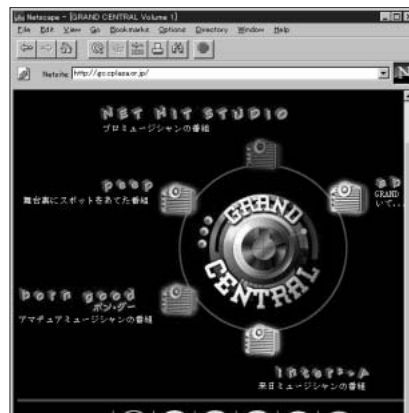 Netscape - [GRAND CENTRAL Volume 1]
File Edit View Go Bookmarks Options Directory Window Help
Netsite: http://gc.cplaza.or.jp/
N
NET HIT STUDIO
プロミュージシャンの番組
peep
舞台裏にスポットをあてた番組
GRAND
いて...
GRAND
CENTRAL
born good
ボン・グー
アマチュアミュージシャンの番組
来日ミュージシャンの番組